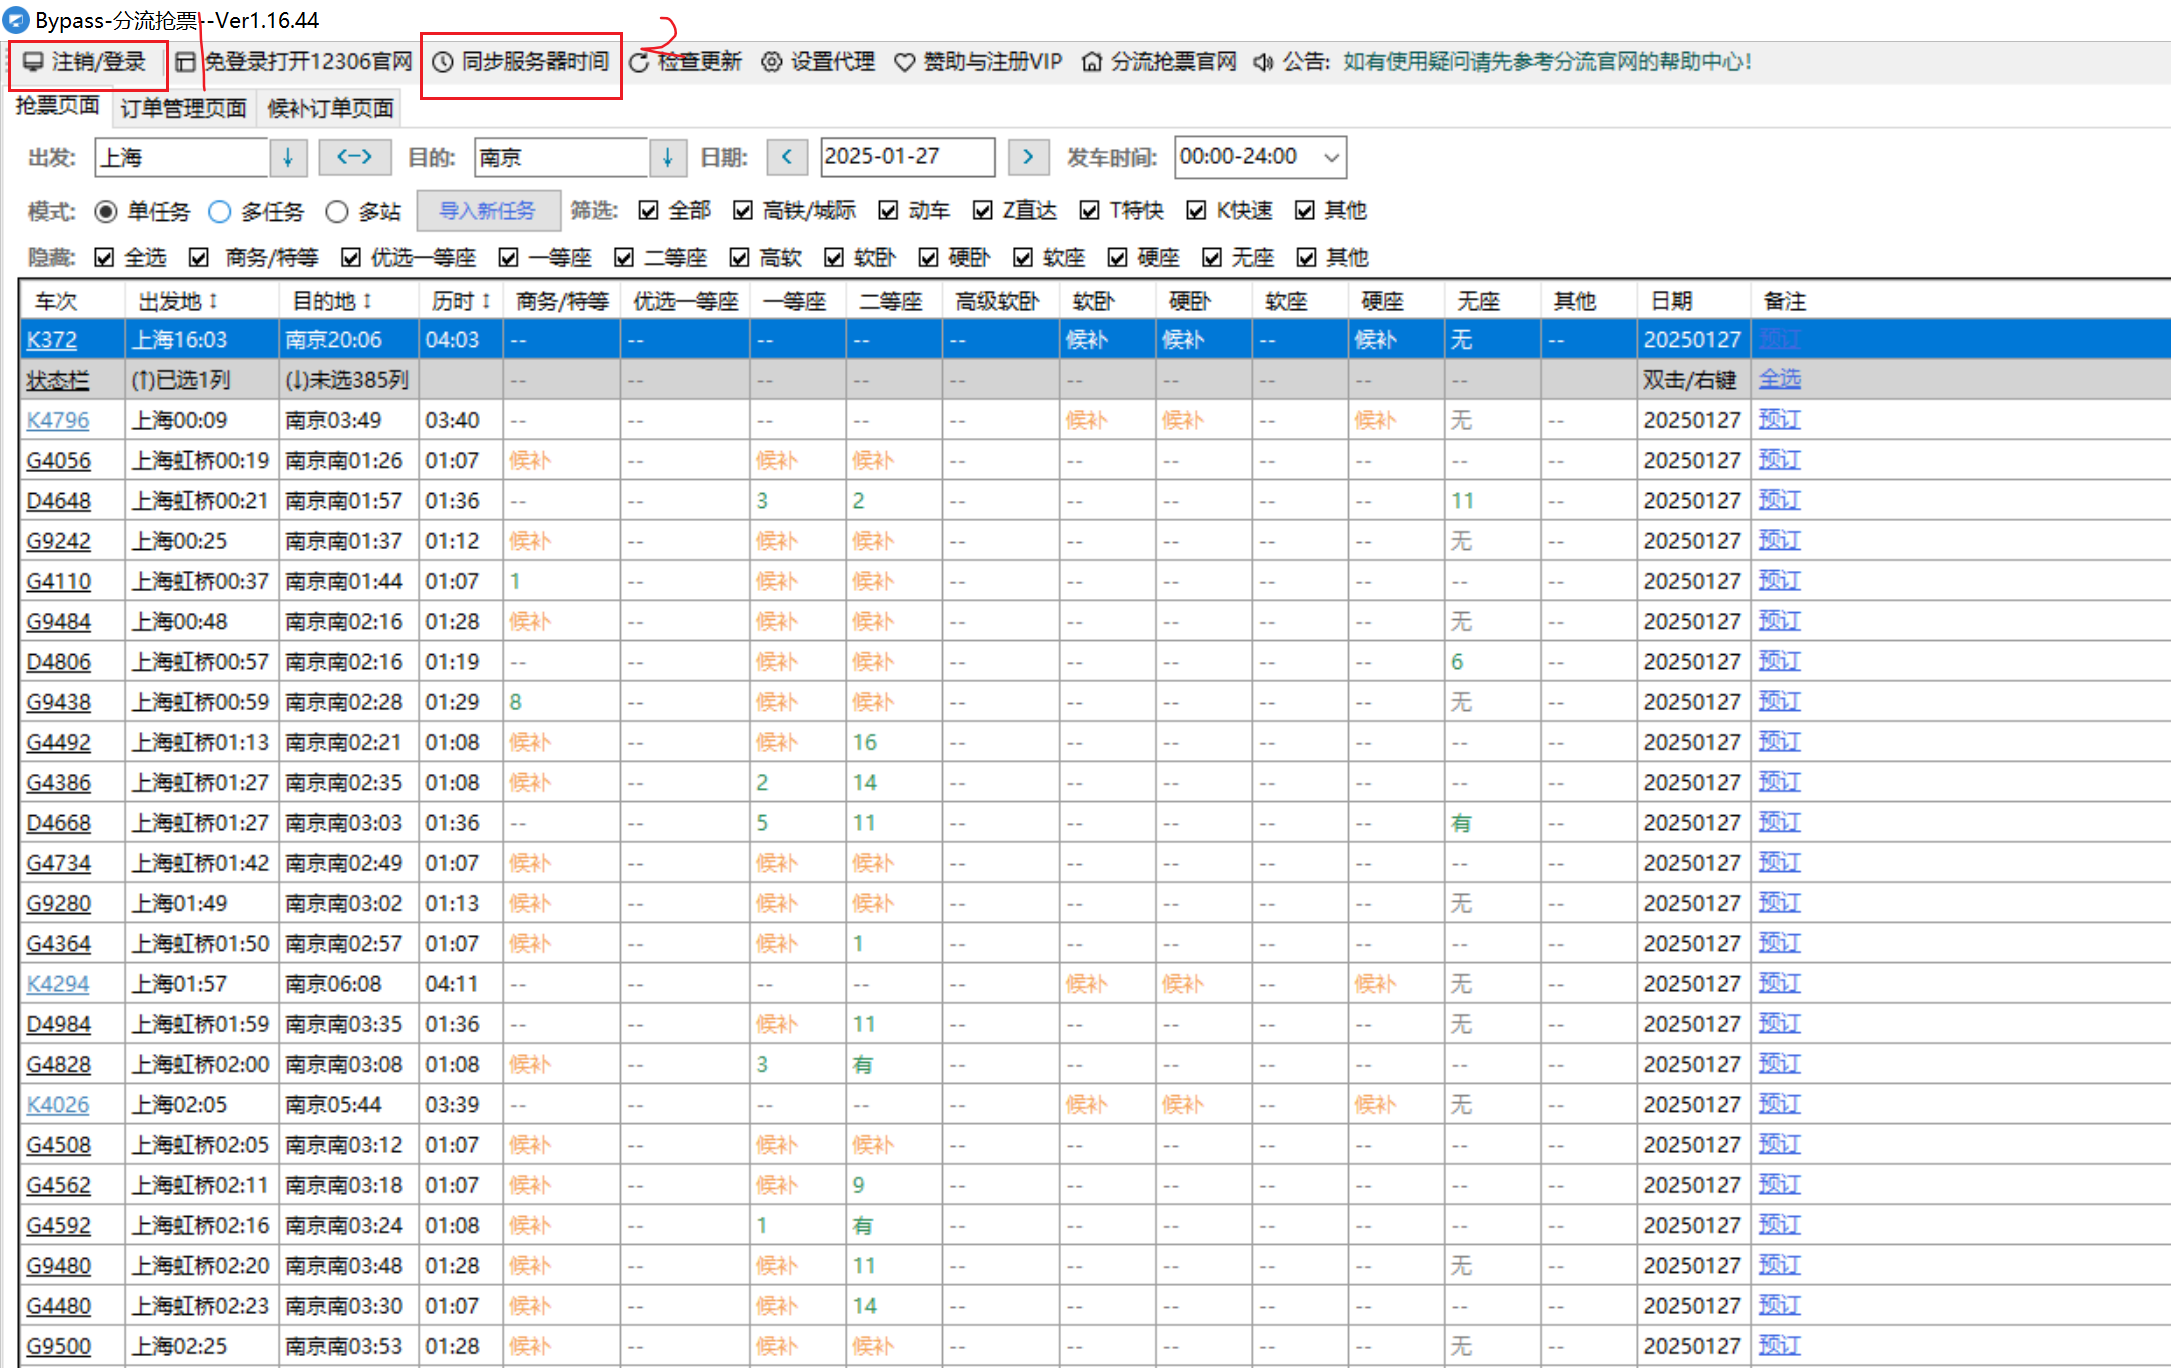 Bypass-分流抢票--Ver1.16.44
注销/登录 免登录打开12306官网 同步服务器时间 检查更新 设置代理 赞助与注册VIP 分流抢票官网 公告: 如有使用疑问请先参考分流官网的帮助中心!
1 2
抢票页面 订单管理页面 候补订单页面
出发: 上海 ↓ <-> 目的: 南京 ↓ 日期: < 2025-01-27 > 发车时间: 00:00-24:00
模式: 单任务 多任务 多站 导入新任务 筛选: 全部 高铁/城际 动车 Z直达 T特快 K快速 其他
隐藏: 全选 商务/特等 优选一等座 一等座 二等座 高软 软卧 硬卧 软座 硬座 无座 其他
车次 出发地↕ 目的地↕ 历时↕ 商务/特等 优选一等座 一等座 二等座 高级软卧 软卧 硬卧 软座 硬座 无座 其他 日期 备注
K372 上海16:03 南京20:06 04:03 -- -- -- -- -- 候补 候补 -- 候补 无 -- 20250127 预订
状态栏 (↑)已选1列 (↓)未选385列 -- -- -- -- -- -- -- -- -- -- 双击/右键 全选
K4796 上海00:09 南京03:49 03:40 -- -- -- -- -- 候补 候补 -- 候补 无 -- 20250127 预订
G4056 上海虹桥00:19 南京南01:26 01:07 候补 -- 候补 候补 -- -- -- -- -- -- -- 20250127 预订
D4648 上海虹桥00:21 南京南01:57 01:36 -- -- 3 2 -- -- -- -- -- 11 -- 20250127 预订
G9242 上海00:25 南京南01:37 01:12 候补 -- 候补 候补 -- -- -- -- -- 无 -- 20250127 预订
G4110 上海虹桥00:37 南京南01:44 01:07 1 -- 候补 候补 -- -- -- -- -- -- -- 20250127 预订
G9484 上海00:48 南京南02:16 01:28 候补 -- 候补 候补 -- -- -- -- -- 无 -- 20250127 预订
D4806 上海虹桥00:57 南京南02:16 01:19 -- -- 候补 候补 -- -- -- -- -- 6 -- 20250127 预订
G9438 上海虹桥00:59 南京南02:28 01:29 8 -- 候补 候补 -- -- -- -- -- 无 -- 20250127 预订
G4492 上海虹桥01:13 南京南02:21 01:08 候补 -- 候补 16 -- -- -- -- -- -- -- 20250127 预订
G4386 上海虹桥01:27 南京南02:35 01:08 候补 -- 2 14 -- -- -- -- -- -- -- 20250127 预订
D4668 上海虹桥01:27 南京南03:03 01:36 -- -- 5 11 -- -- -- -- -- 有 -- 20250127 预订
G4734 上海虹桥01:42 南京南02:49 01:07 候补 -- 候补 候补 -- -- -- -- -- -- -- 20250127 预订
G9280 上海01:49 南京南03:02 01:13 候补 -- 候补 候补 -- -- -- -- -- 无 -- 20250127 预订
G4364 上海虹桥01:50 南京南02:57 01:07 候补 -- 候补 1 -- -- -- -- -- -- -- 20250127 预订
K4294 上海01:57 南京06:08 04:11 -- -- -- -- -- 候补 候补 -- 候补 无 -- 20250127 预订
D4984 上海虹桥01:59 南京南03:35 01:36 -- -- 候补 11 -- -- -- -- -- 无 -- 20250127 预订
G4828 上海虹桥02:00 南京南03:08 01:08 候补 -- 3 有 -- -- -- -- -- -- -- 20250127 预订
K4026 上海02:05 南京05:44 03:39 -- -- -- -- -- 候补 候补 -- 候补 无 -- 20250127 预订
G4508 上海虹桥02:05 南京南03:12 01:07 候补 -- 候补 候补 -- -- -- -- -- -- -- 20250127 预订
G4562 上海虹桥02:11 南京南03:18 01:07 候补 -- 候补 9 -- -- -- -- -- -- -- 20250127 预订
G4592 上海虹桥02:16 南京南03:24 01:08 候补 -- 1 有 -- -- -- -- -- -- -- 20250127 预订
G9480 上海虹桥02:20 南京南03:48 01:28 候补 -- 候补 11 -- -- -- -- -- 无 -- 20250127 预订
G4480 上海虹桥02:23 南京南03:30 01:07 候补 -- 候补 14 -- -- -- -- -- -- -- 20250127 预订
G9500 上海02:25 南京南03:53 01:28 候补 -- 候补 候补 -- -- -- -- -- 无 -- 20250127 预订